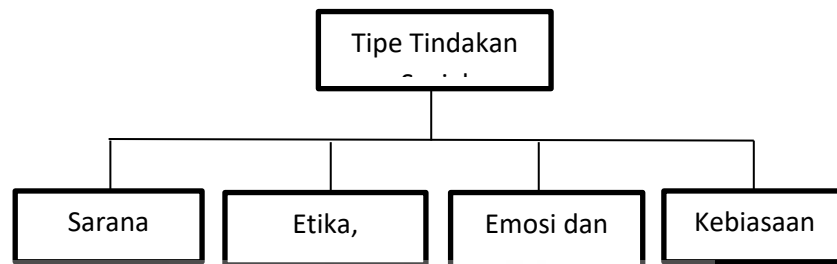 Tipe Tindakan
Sarana
Etika,
Emosi dan
Kebiasaan